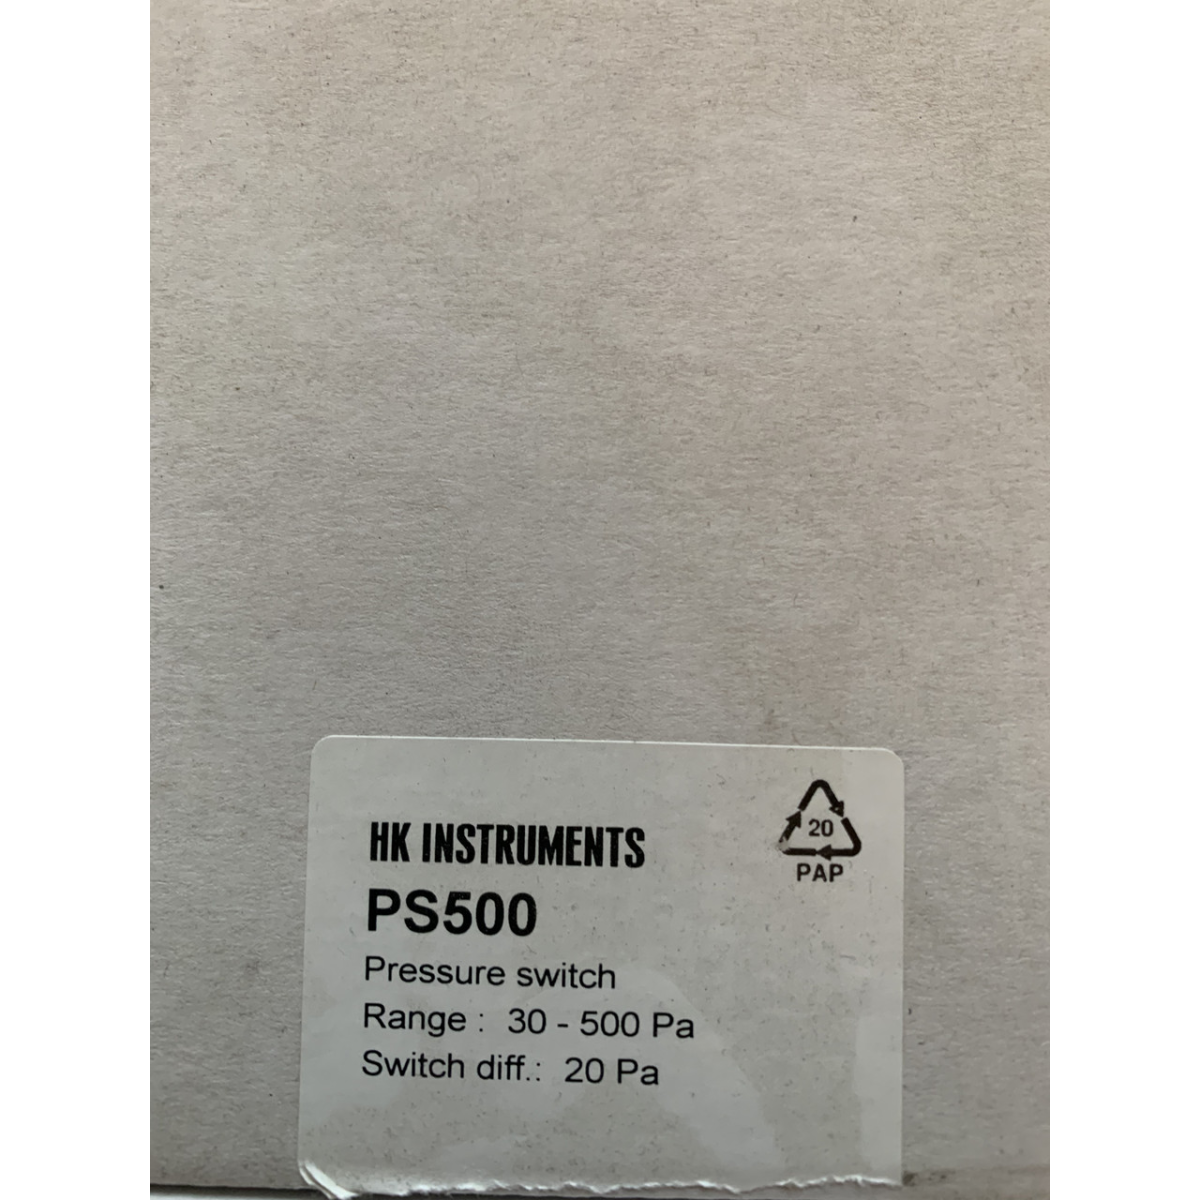 HK INSTRUMENTS
PS500
Pressure switch
Range : 30 - 500 Pa
Switch diff.: 20 Pa
20
PAP